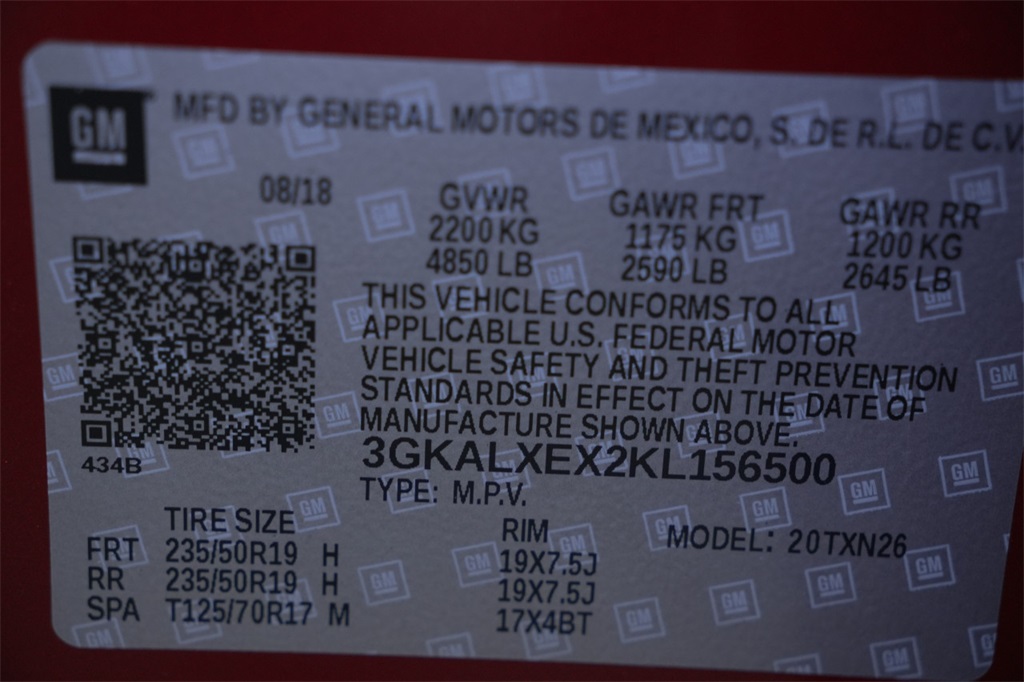 GM MFD BY GENERAL MOTORS DE MEXICO, S. DE R.L. DE C.V.
08/18 GVWR GAWR FRT GAWR RR
2200 KG 1175 KG 1200 KG
4850 LB 2590 LB 2645 LB
THIS VEHICLE CONFORMS TO ALL
APPLICABLE U.S. FEDERAL MOTOR
VEHICLE SAFETY AND THEFT PREVENTION
STANDARDS IN EFFECT ON THE DATE OF
MANUFACTURE SHOWN ABOVE.
434B 3GKALXEX2KL156500
TYPE: M.P.V.
TIRE SIZE RIM MODEL: 20TXN26
FRT 235/50R19 H 19X7.5J
RR 235/50R19 H 19X7.5J
SPA T125/70R17 M 17X4BT